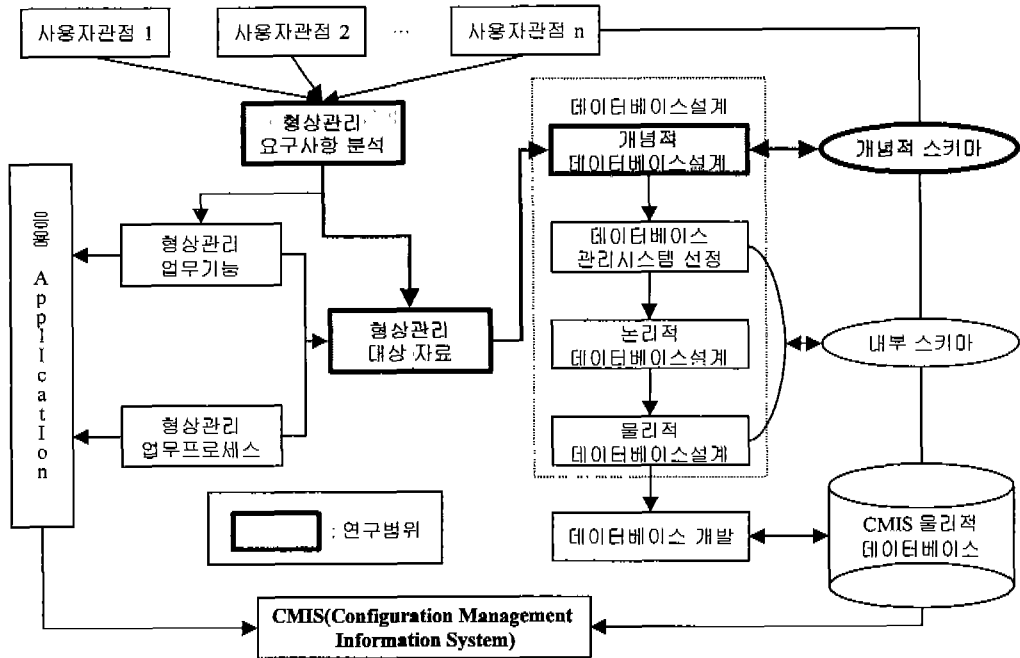 사용자관점 1
사용자관점 2
...
사용자관점 n
형상관리
요구사항 분석
데이터베이스설계
개념적
데이터베이스설계
개념적 스키마
응용 Application
형상관리
업무기능
데이터베이스
관리시스템 선정
형상관리
대상 자료
논리적
데이터베이스설계
내부 스키마
형상관리
업무프로세스
물리적
데이터베이스설계
: 연구범위
데이터베이스 개발
CMIS 물리적
데이터베이스
CMIS(Configuration Management
Information System)